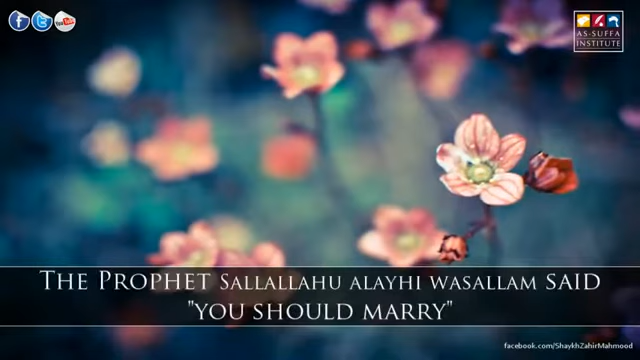 AS-SUFFA
INSTITUTE
THE PROPHET SALLALLAHU ALAYHI WASALLAM SAID
"YOU SHOULD MARRY"
facebook.com/ShaykhZahirMahmood